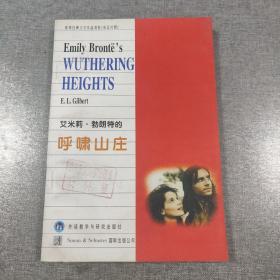 Emily Brontë's
WUTHERING
HEIGHTS
E. L. Gilbert
艾米莉·勃朗特的
呼啸山庄
外语教学与研究出版社
Simon & Schuster 国际出版公司